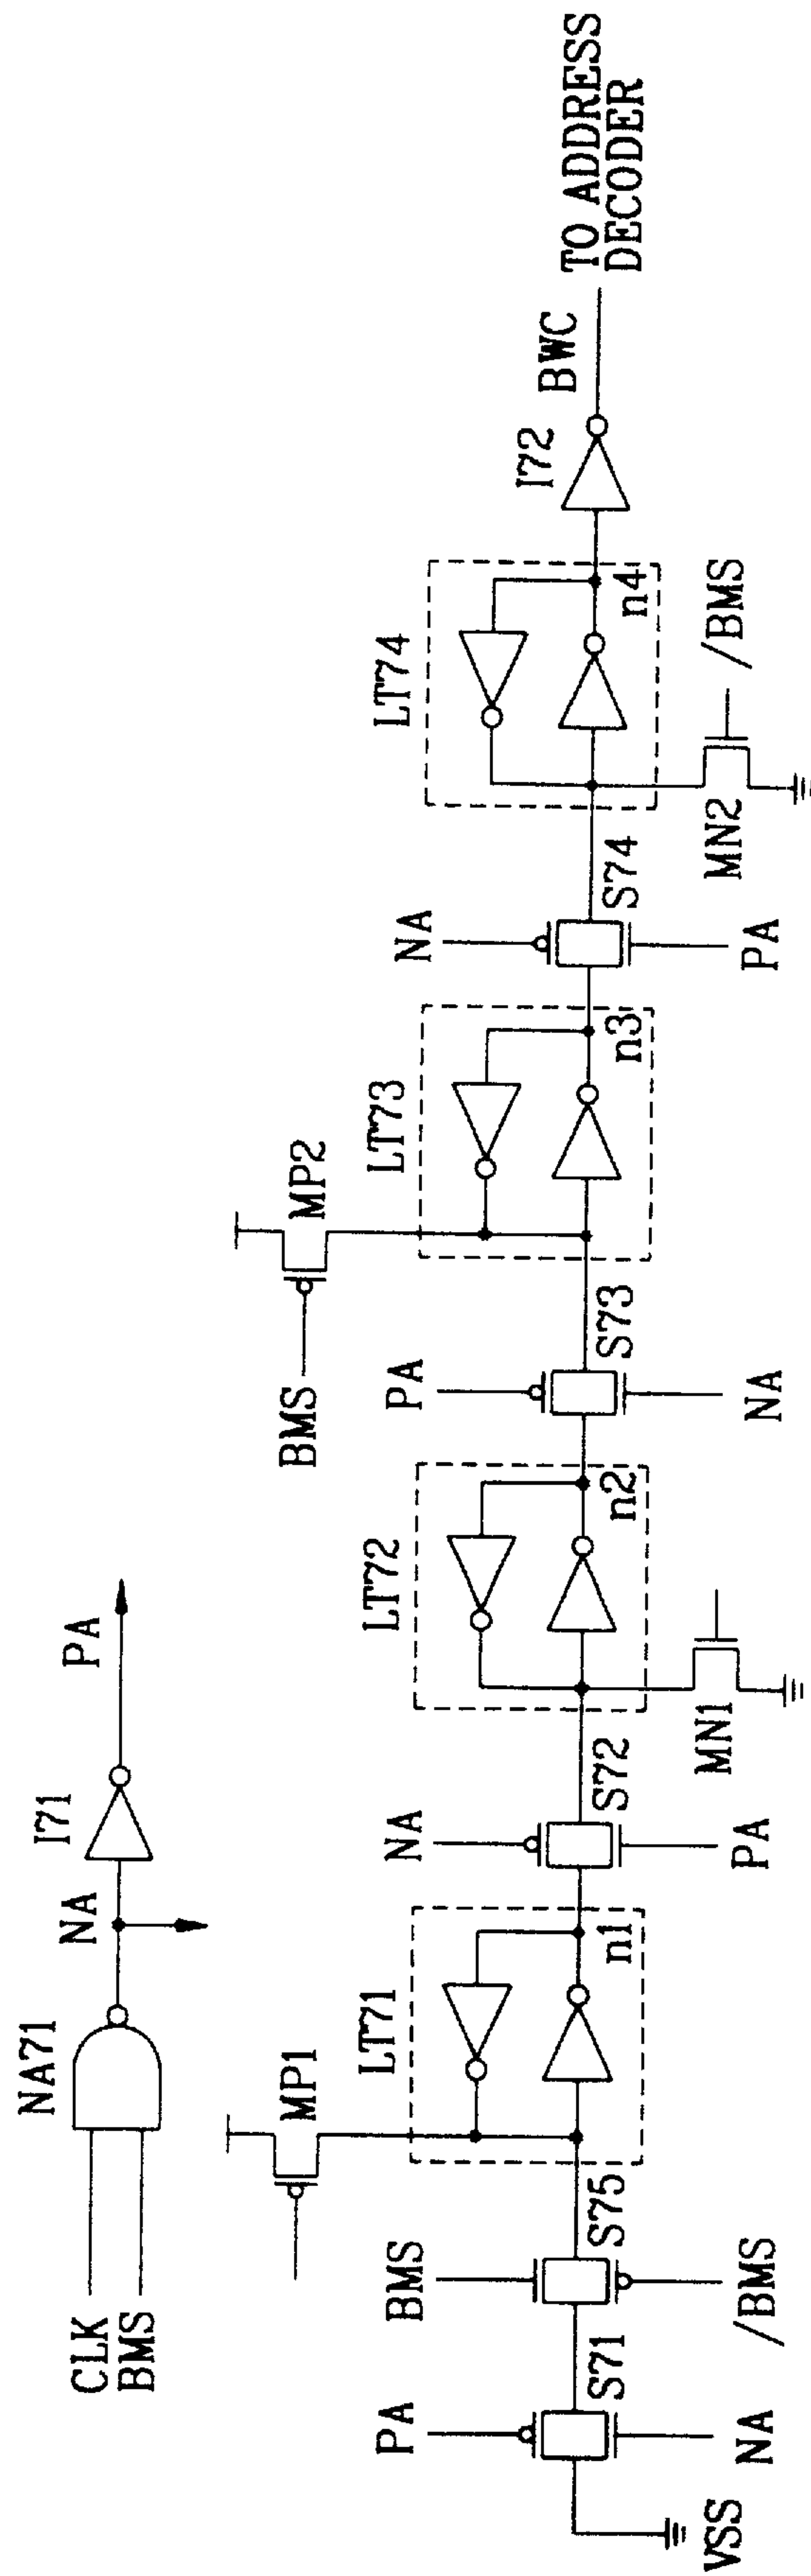 CLK
BMS
NA71
NA
I71
PA
VSS
PA
S71
NA
BMS
S75
/BMS
MP1
LT71
n1
NA
S72
PA
LT72
n2
MN1
PA
S73
NA
BMS
MP2
LT73
n3
NA
S74
PA
LT74
n4
MN2
/BMS
I72
BWC
TO ADDRESS
DECODER